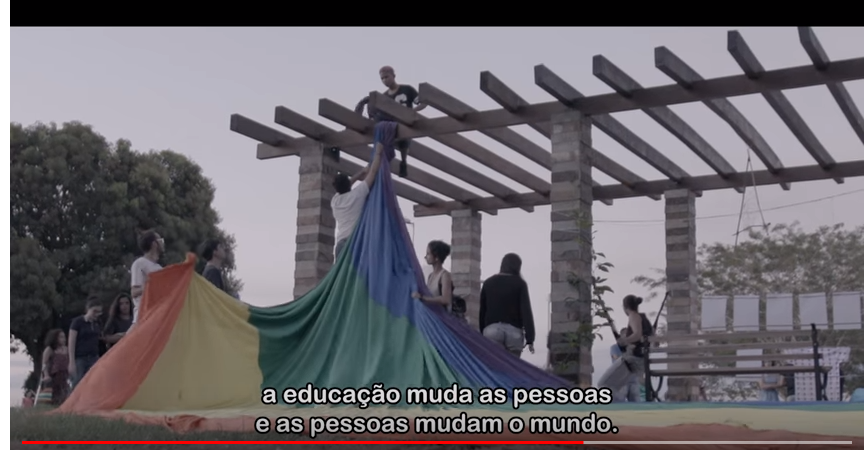 a educação muda as pessoas
e as pessoas mudam o mundo.